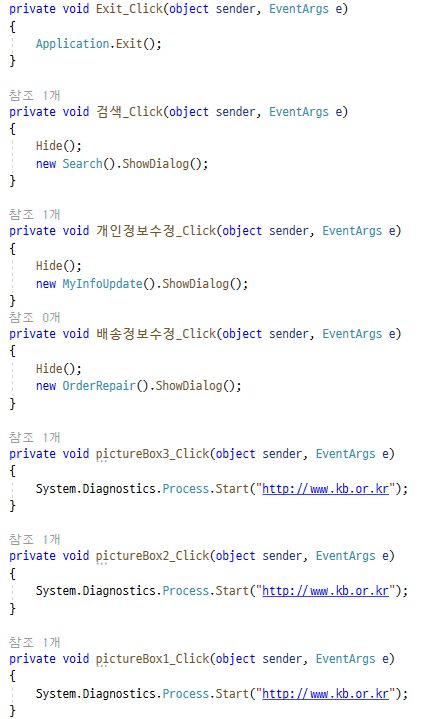 private void Exit_Click(object sender, EventArgs e)
{
Application.Exit();
}
참조 1개
private void 검색_Click(object sender, EventArgs e)
{
Hide();
new Search().ShowDialog();
}
참조 1개
private void 개인정보수정_Click(object sender, EventArgs e)
{
Hide();
new MyInfoUpdate().ShowDialog();
}
참조 0개
private void 배송정보수정_Click(object sender, EventArgs e)
{
Hide();
new OrderRepair().ShowDialog();
}
참조 1개
private void pictureBox3_Click(object sender, EventArgs e)
{
System.Diagnostics.Process.Start("http://www.kb.or.kr");
}
참조 1개
private void pictureBox2_Click(object sender, EventArgs e)
{
System.Diagnostics.Process.Start("http://www.kb.or.kr");
}
참조 1개
private void pictureBox1_Click(object sender, EventArgs e)
{
System.Diagnostics.Process.Start("http://www.kb.or.kr");
}